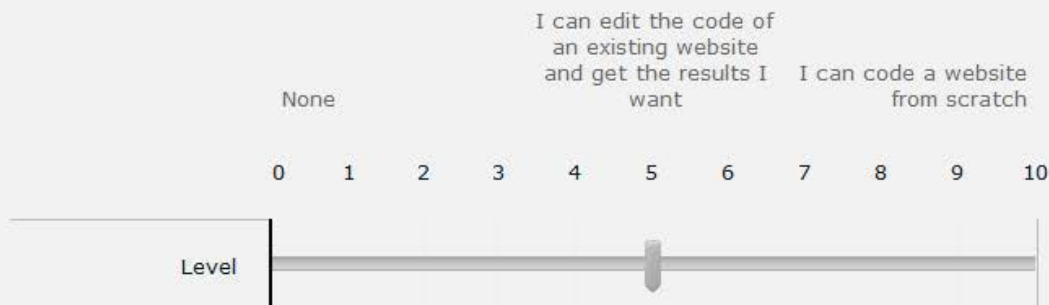 I can edit the code of
an existing website
and get the results I
want
I can code a website
from scratch
None
0 1 2 3 4 5 6 7 8 9 10
Level